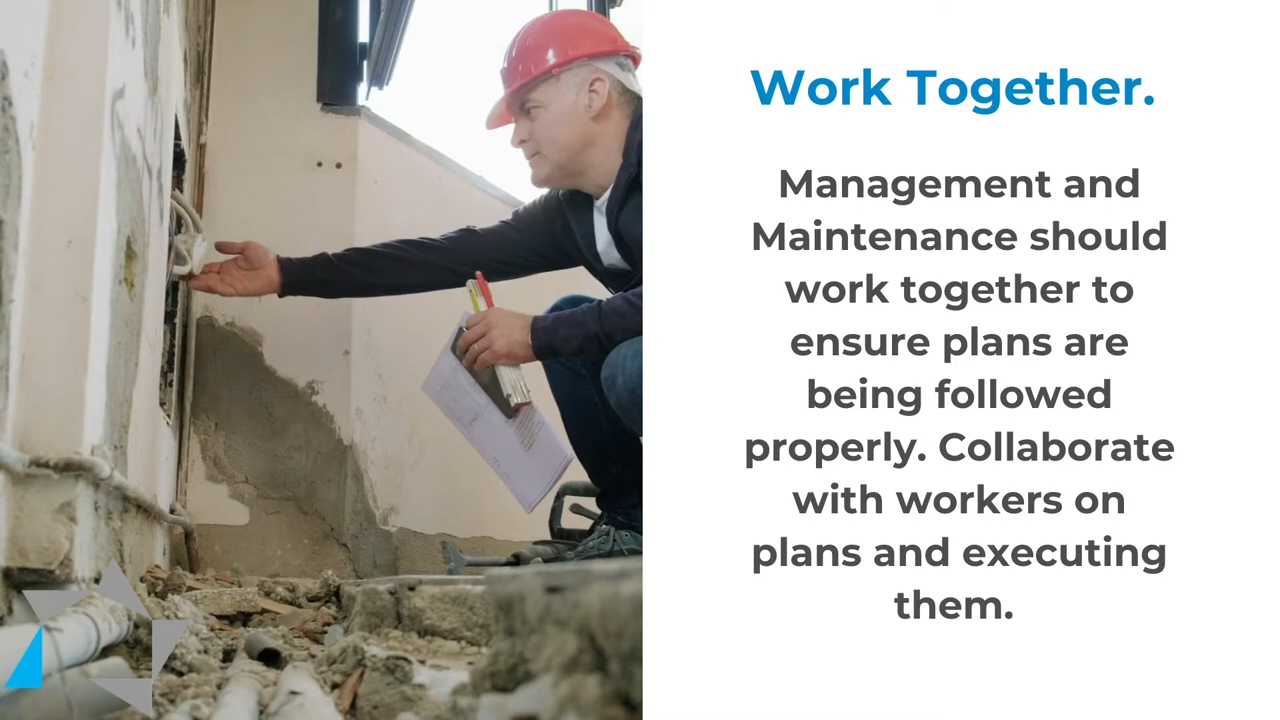 Work Together.
Management and
Maintenance should
work together to
ensure plans are
being followed
properly. Collaborate
with workers on
plans and executing
them.